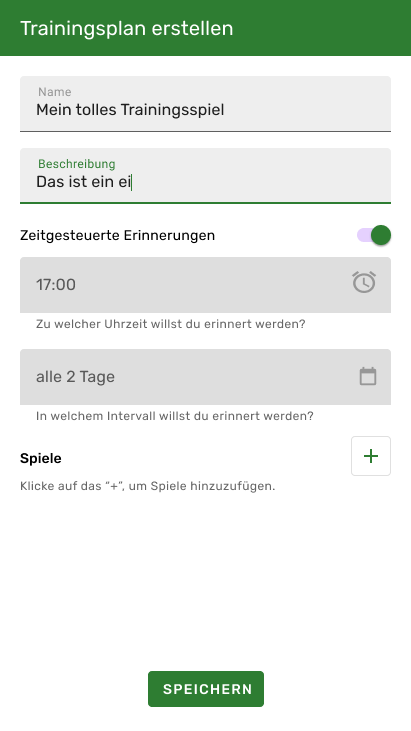 Trainingsplan erstellen
Name
Mein tolles Trainingsspiel
Beschreibung
Das ist ein ei
Zeitgesteuerte Erinnerungen
17:00
Zu welcher Uhrzeit willst du erinnert werden?
alle 2 Tage
In welchem Intervall willst du erinnert werden?
Spiele
Klicke auf das “+”, um Spiele hinzuzufügen.
SPEICHERN